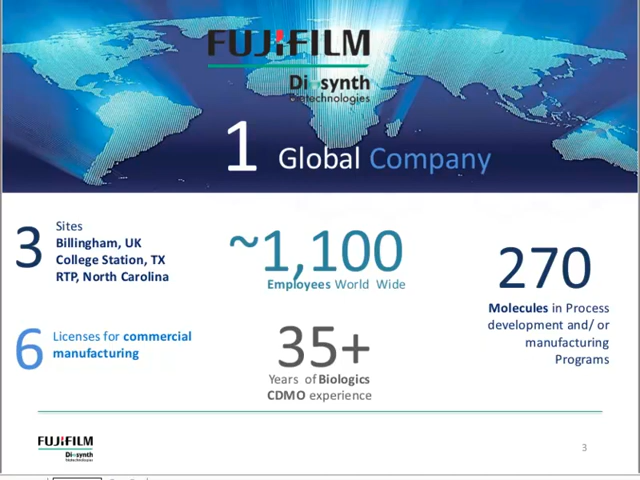 FUJIFILM
Diosynth
biotechnologies
1 Global Company
3
Sites
Billingham, UK
College Station, TX
RTP, North Carolina
~1,100
Employees World Wide
270
Molecules in Process
development and/ or
manufacturing
Programs
6
Licenses for commercial
manufacturing
35+
Years of Biologics
CDMO experience
FUJIFILM
Diosynth
biotechnologies
3